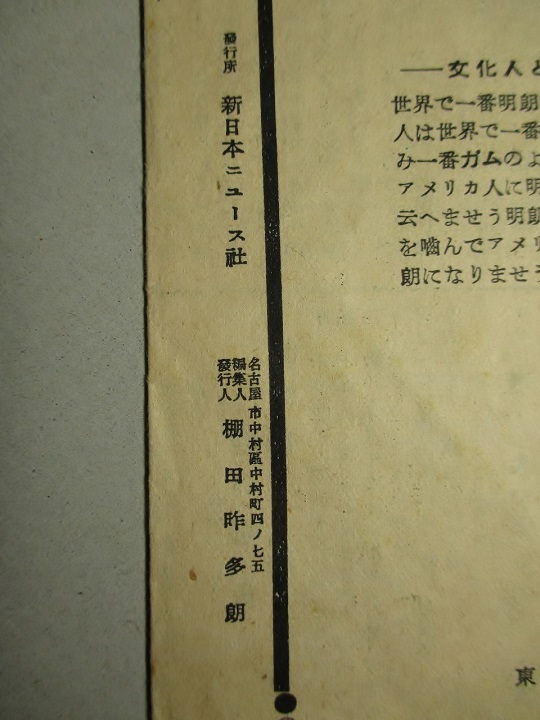 ――文化人と
世界で一番明朗
人は世界で一番
み一番ガムのよ
アメリカ人に明
云へませう明朗
を嚙んでアメリ
朗になりませう
東
發行所 新日本ニュース社
名古屋市中村區中村町四ノ七五
編集人
發行人
棚田昨多朗